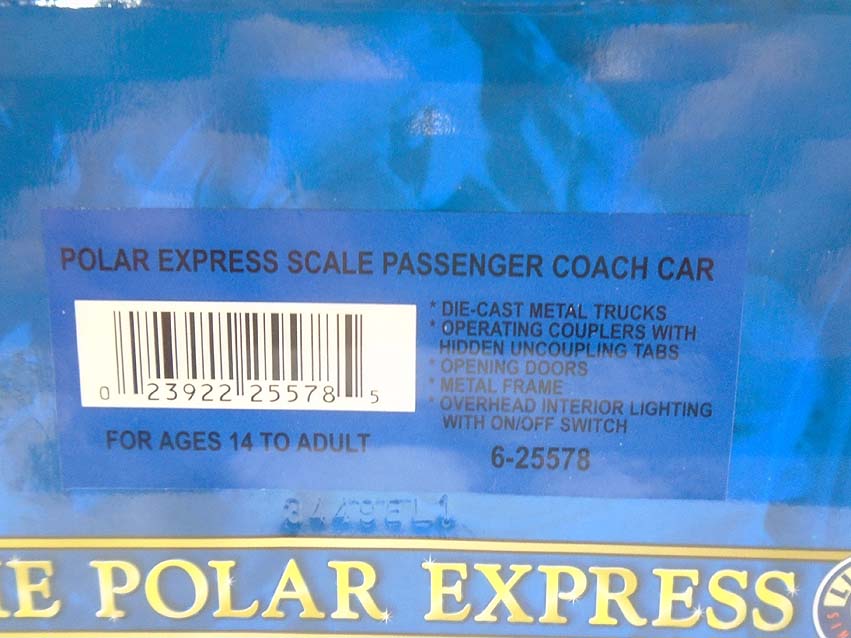 POLAR EXPRESS SCALE PASSENGER COACH CAR
* DIE-CAST METAL TRUCKS
* OPERATING COUPLERS WITH
HIDDEN UNCOUPLING TABS
* OPENING DOORS
* METAL FRAME
* OVERHEAD INTERIOR LIGHTING
WITH ON/OFF SWITCH
0 23922 25578 5
FOR AGES 14 TO ADULT
6-25578
POLAR EXPRESS